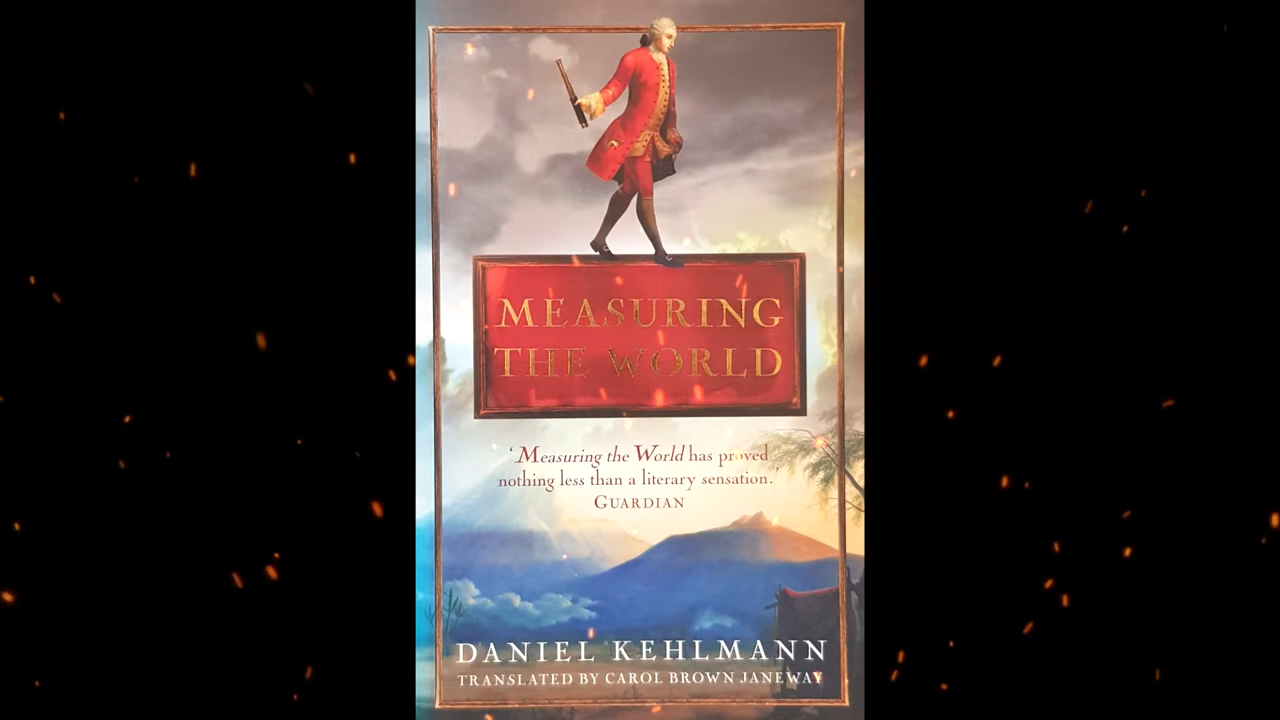 MEASURING
THE WORLD
‘Measuring the World has proved
nothing less than a literary sensation.’
GUARDIAN
DANIEL KEHLMANN
TRANSLATED BY CAROL BROWN JANEWAY